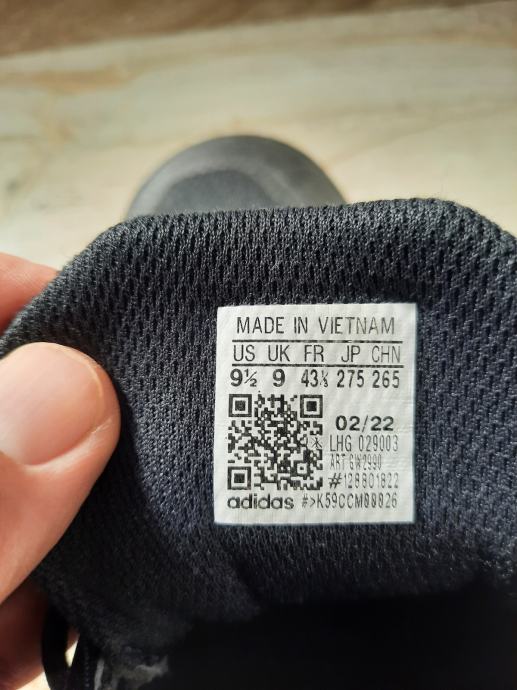 MADE IN VIETNAM
US UK FR JP CHN
9½ 9 43⅓ 275 265
02/22
LHG 029003
ART GW2990
#128801822
adidas #>K59CCM88826